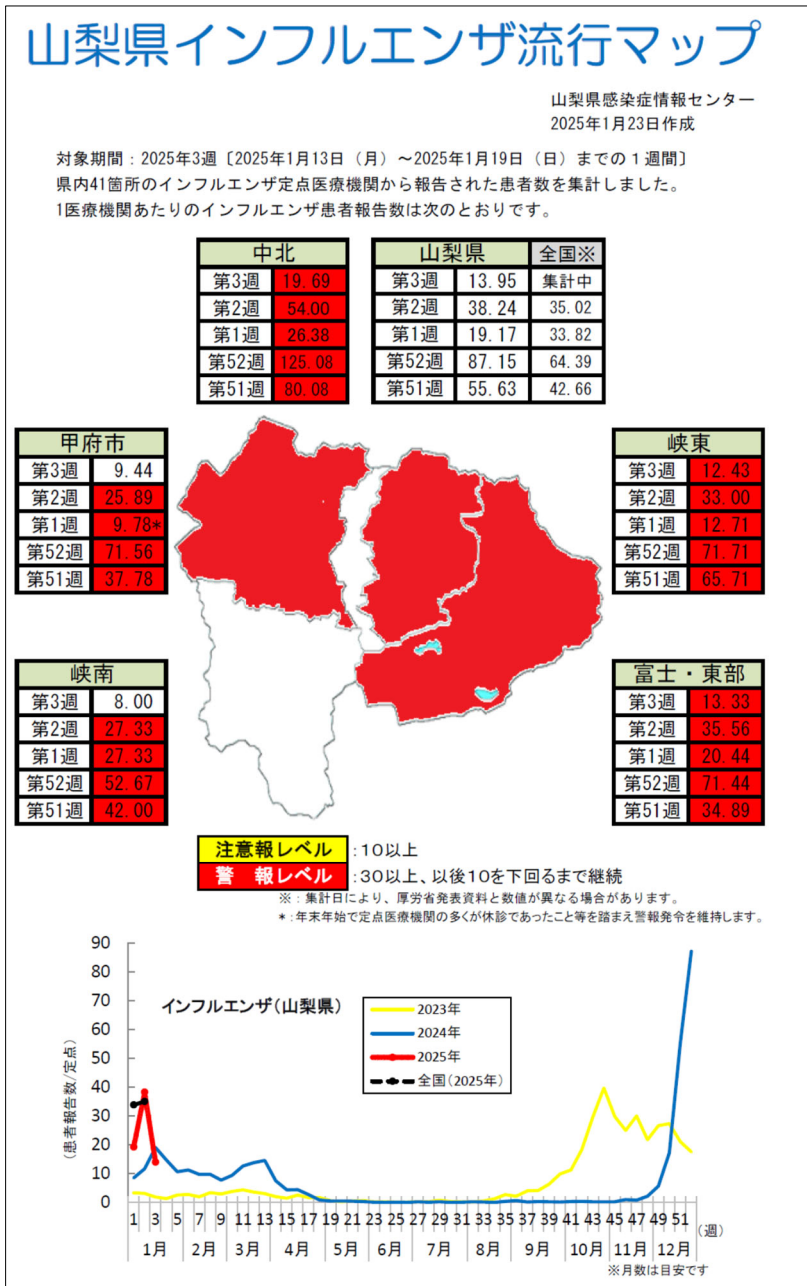 山梨県インフルエンザ流行マップ
山梨県感染症情報センター
2025年1月23日作成
対象期間：2025年3週〔2025年1月13日（月）～2025年1月19日（日）までの１週間〕
県内41箇所のインフルエンザ定点医療機関から報告された患者数を集計しました。
1医療機関あたりのインフルエンザ患者報告数は次のとおりです。
中北
第3週 19.69
第2週 54.00
第1週 26.38
第52週 125.08
第51週 80.08
山梨県 全国※
第3週 13.95 集計中
第2週 38.24 35.02
第1週 19.17 33.82
第52週 87.15 64.39
第51週 55.63 42.66
甲府市
第3週 9.44
第2週 25.89
第1週 9.78*
第52週 71.56
第51週 37.78
峡東
第3週 12.43
第2週 33.00
第1週 12.71
第52週 71.71
第51週 65.71
峡南
第3週 8.00
第2週 27.33
第1週 27.33
第52週 52.67
第51週 42.00
富士・東部
第3週 13.33
第2週 35.56
第1週 20.44
第52週 71.44
第51週 34.89
注意報レベル ：10以上
警　報レベル ：30以上、以後10を下回るまで継続
※：集計日により、厚労省発表資料と数値が異なる場合があります。
*：年末年始で定点医療機関の多くが休診であったこと等を踏まえ警報発令を維持します。
インフルエンザ（山梨県）
2023年
2024年
2025年
全国（2025年）
（患者報告数/定点）
90
80
70
60
50
40
30
20
10
0
1 3 5 7 9 11 13 15 17 19 21 23 25 27 29 31 33 35 37 39 41 43 45 47 49 51 （週）
1月 2月 3月 4月 5月 6月 7月 8月 9月 10月 11月 12月
※月数は目安です